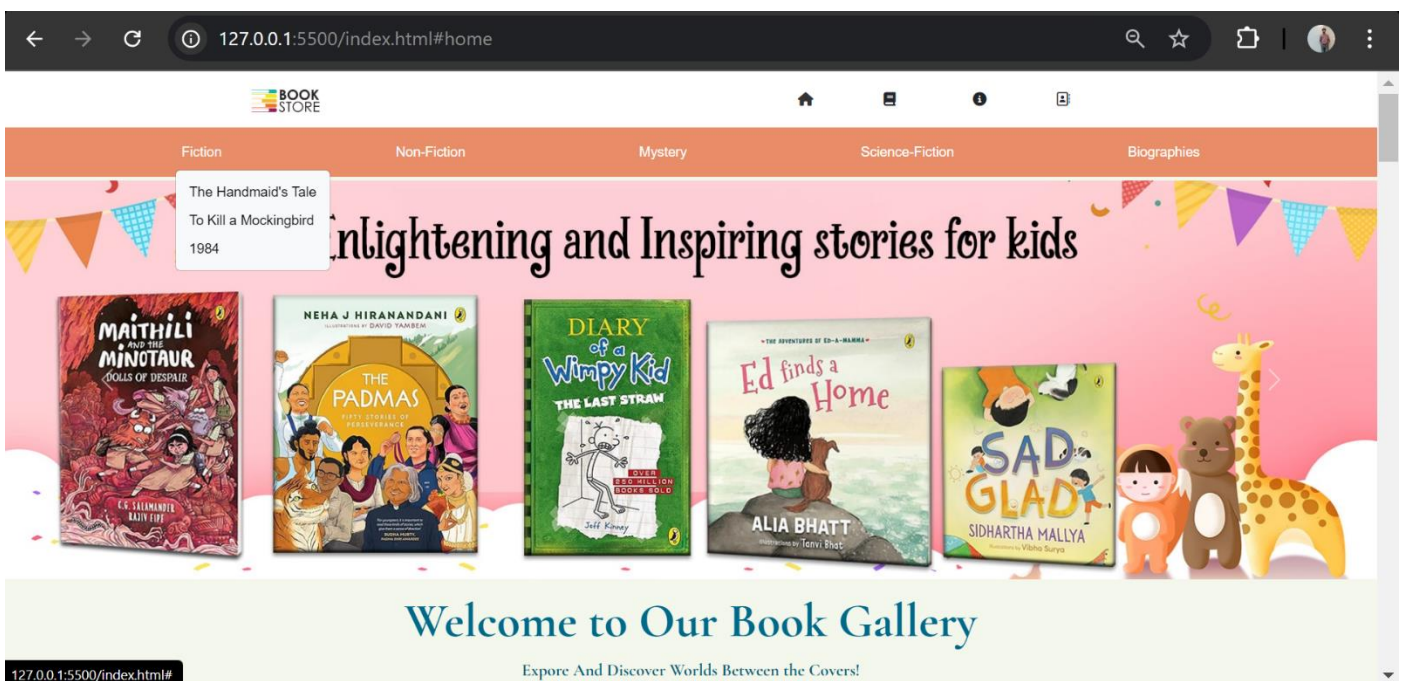 127.0.0.1:5500/index.html#home
BOOK
STORE
Fiction Non-Fiction Mystery Science-Fiction Biographies
The Handmaid's Tale
To Kill a Mockingbird
1984
nlightening and Inspiring stories for kids
MAITHILI
AND THE
MINOTAUR
DOLLS OF DESPAIR
C.G. SALAMANDER
RAJIV EIPE
NEHA J HIRANANDANI
ILLUSTRATIONS BY DAVID YAMBEM
THE
PADMAS
FIFTY STORIES OF
PERSEVERANCE
DIARY
of a
Wimpy Kid
THE LAST STRAW
OVER
250 MILLION
BOOKS SOLD
Jeff Kinney
THE ADVENTURES OF ED-A-MAMMA
Ed finds a
Home
ALIA BHATT
Illustrations by Tanvi Bhat
SAD
GLAD
SIDHARTHA MALLYA
Illustrations by Vibha Surya
Welcome to Our Book Gallery
Expore And Discover Worlds Between the Covers!
127.0.0.1:5500/index.html#